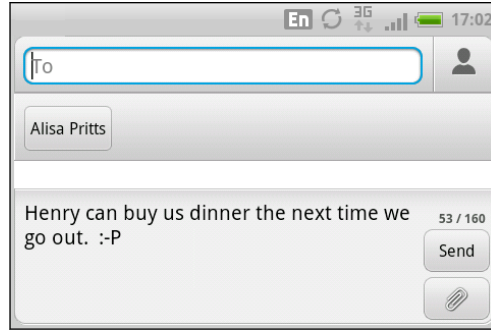 En 3G 17:02
To
Alisa Pritts
Henry can buy us dinner the next time we
go out.  :-P
53 / 160
Send